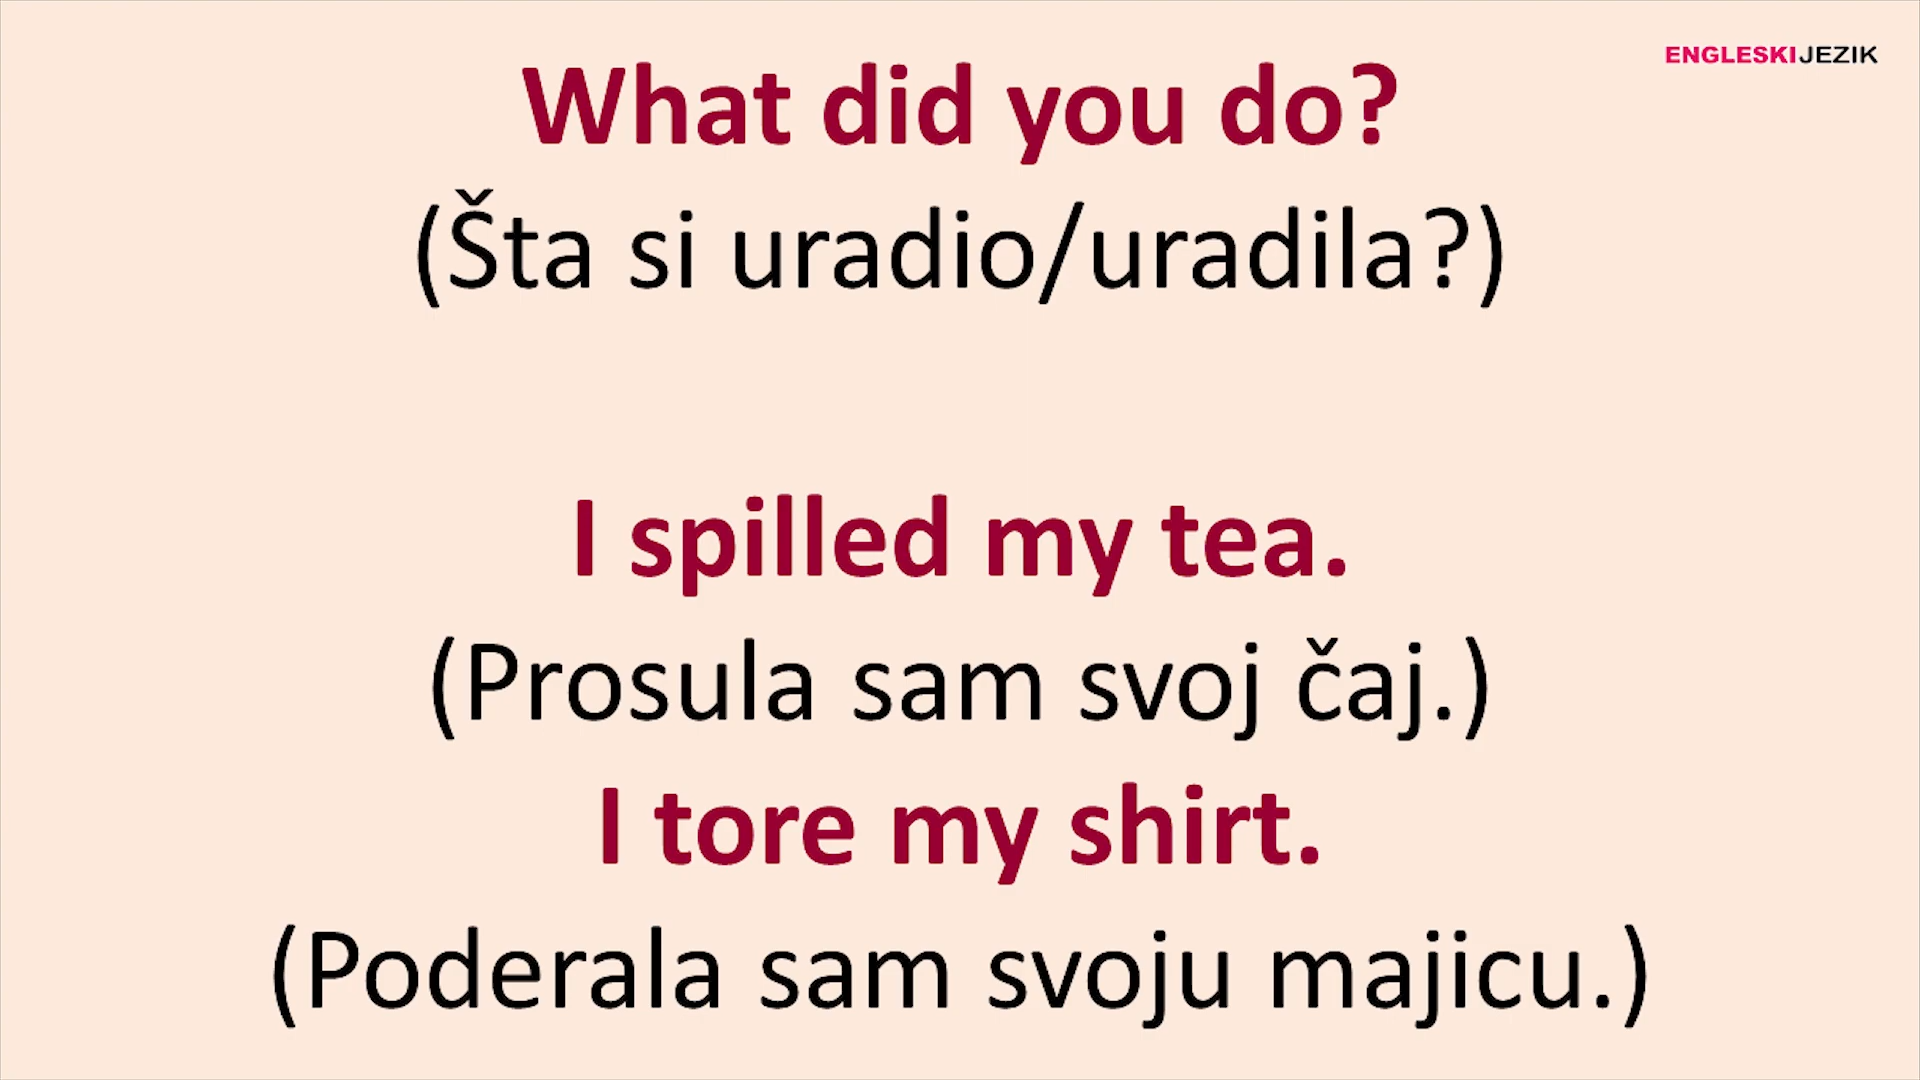 ENGLESKIJEZIK
What did you do?
(Šta si uradio/uradila?)
I spilled my tea.
(Prosula sam svoj čaj.)
I tore my shirt.
(Poderala sam svoju majicu.)